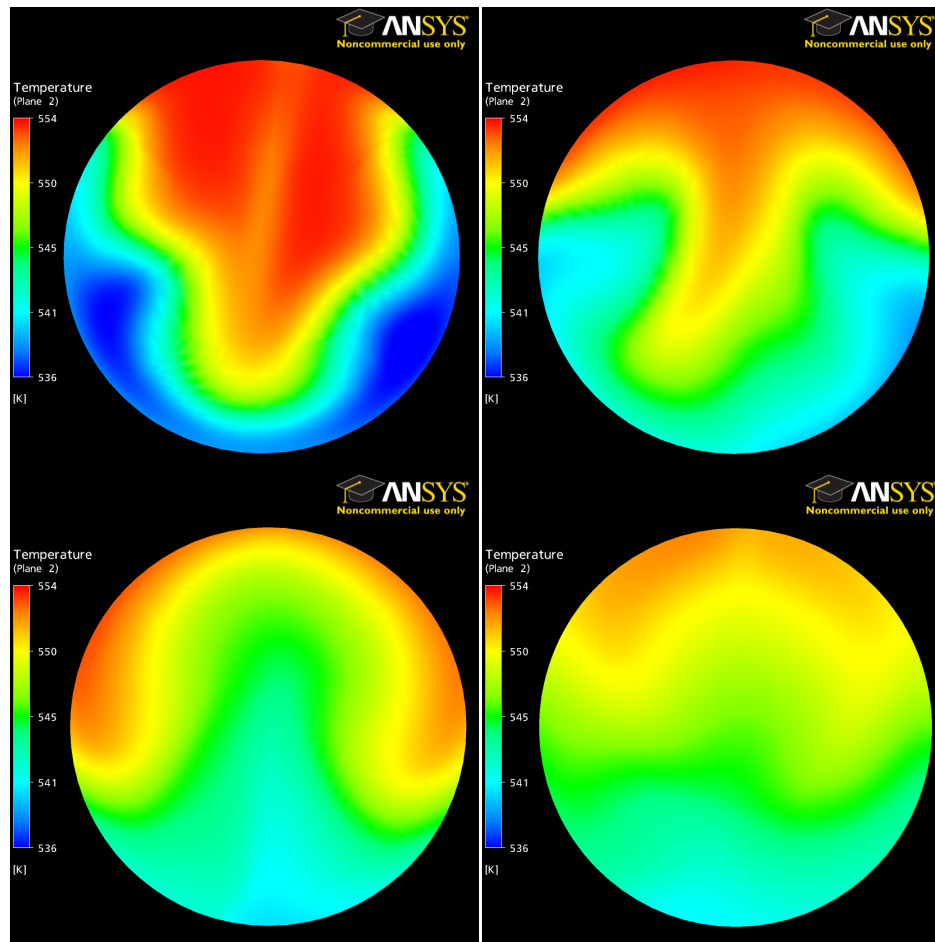 ANSYS®
Noncommercial use only
Temperature
(Plane 2)
554
550
545
541
536
[K]
ANSYS®
Noncommercial use only
Temperature
(Plane 2)
554
550
545
541
536
[K]
ANSYS®
Noncommercial use only
Temperature
(Plane 2)
554
550
545
541
536
[K]
ANSYS®
Noncommercial use only
Temperature
(Plane 2)
554
550
545
541
536
[K]